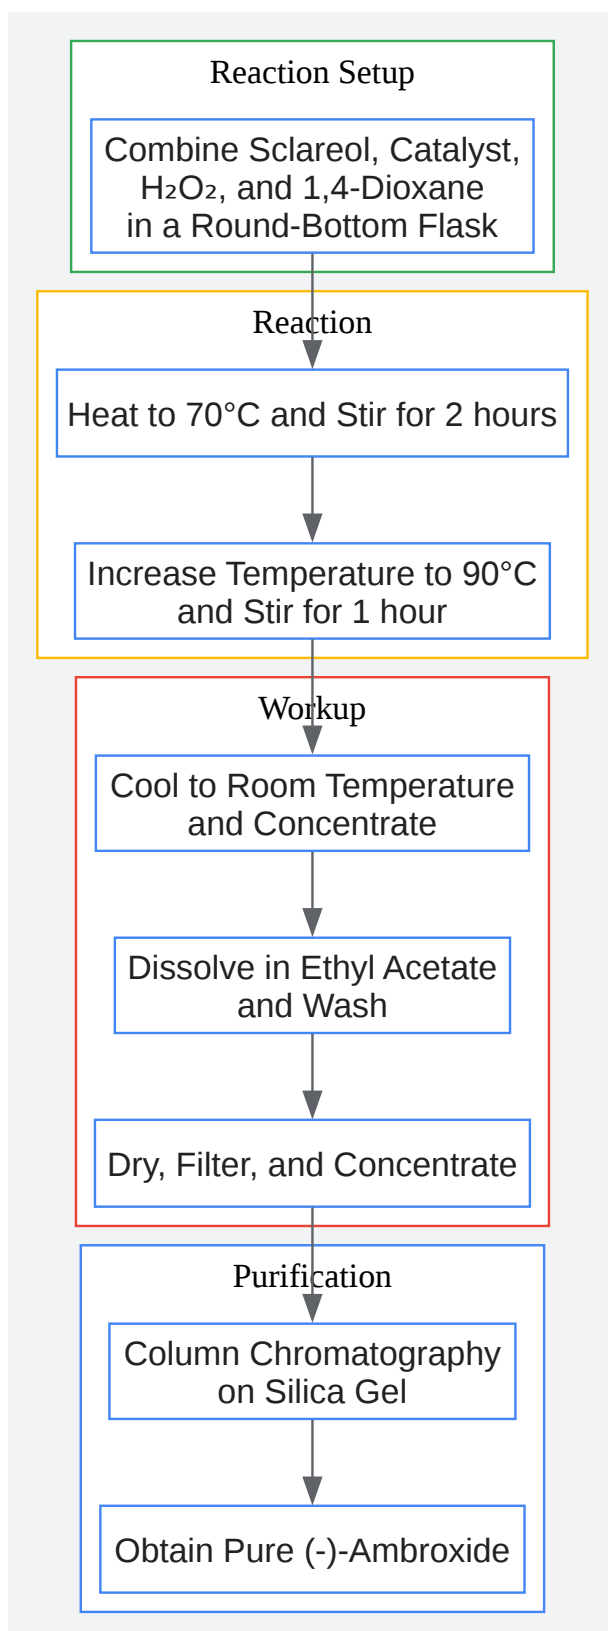 Reaction Setup
Combine Sclareol, Catalyst,
H₂O₂, and 1,4-Dioxane
in a Round-Bottom Flask
Reaction
Heat to 70°C and Stir for 2 hours
Increase Temperature to 90°C
and Stir for 1 hour
Workup
Cool to Room Temperature
and Concentrate
Dissolve in Ethyl Acetate
and Wash
Dry, Filter, and Concentrate
Purification
Column Chromatography
on Silica Gel
Obtain Pure (-)-Ambroxide